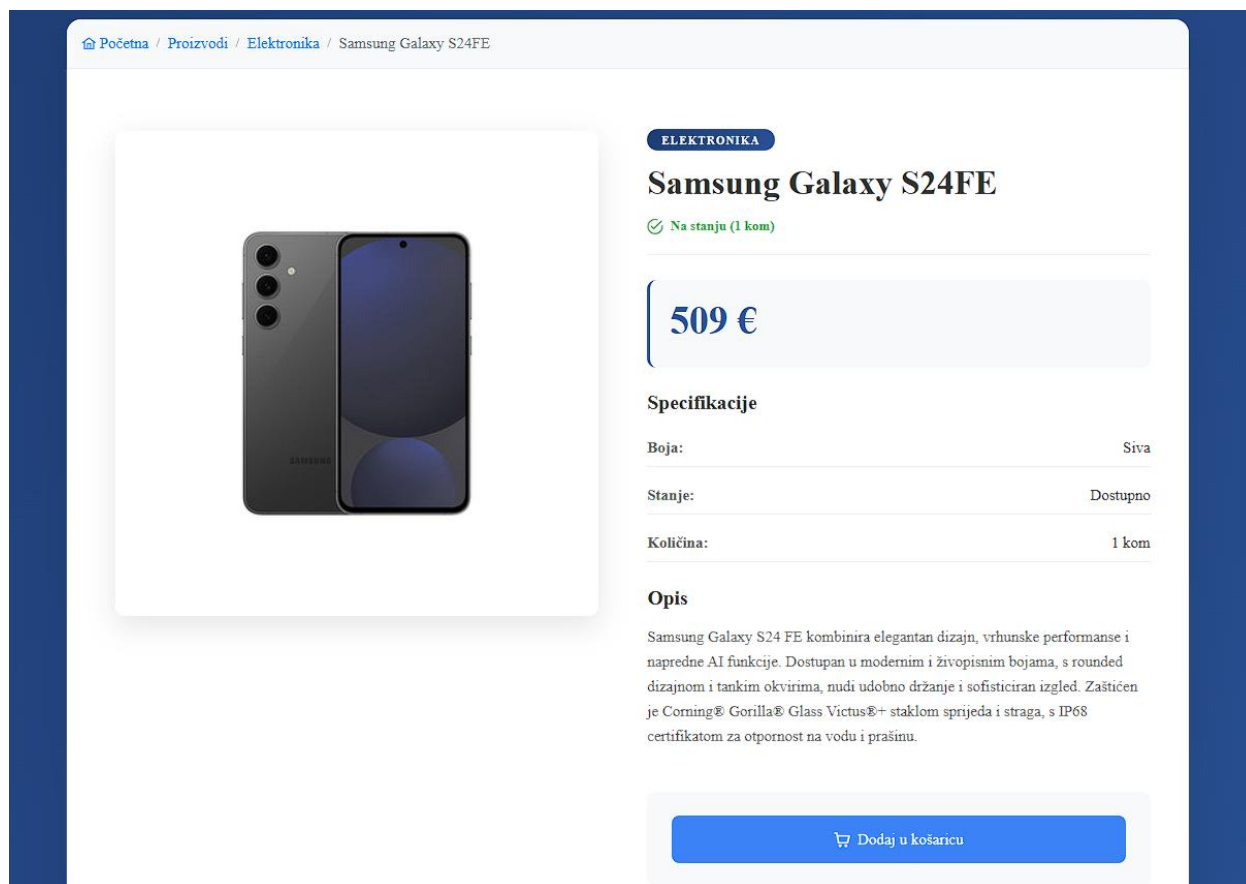 Početna / Proizvodi / Elektronika / Samsung Galaxy S24FE
ELEKTRONIKA
Samsung Galaxy S24FE
Na stanju (1 kom)
509 €
Specifikacije
Boja: Siva
Stanje: Dostupno
Količina: 1 kom
Opis
Samsung Galaxy S24 FE kombinira elegantan dizajn, vrhunske performanse i
napredne AI funkcije. Dostupan u modernim i živopisnim bojama, s rounded
dizajnom i tankim okvirima, nudi udobno držanje i sofisticiran izgled. Zaštićen
je Corning® Gorilla® Glass Victus®+ staklom sprijeda i straga, s IP68
certifikatom za otpornost na vodu i prašinu.
Dodaj u košaricu
SAMSUNG